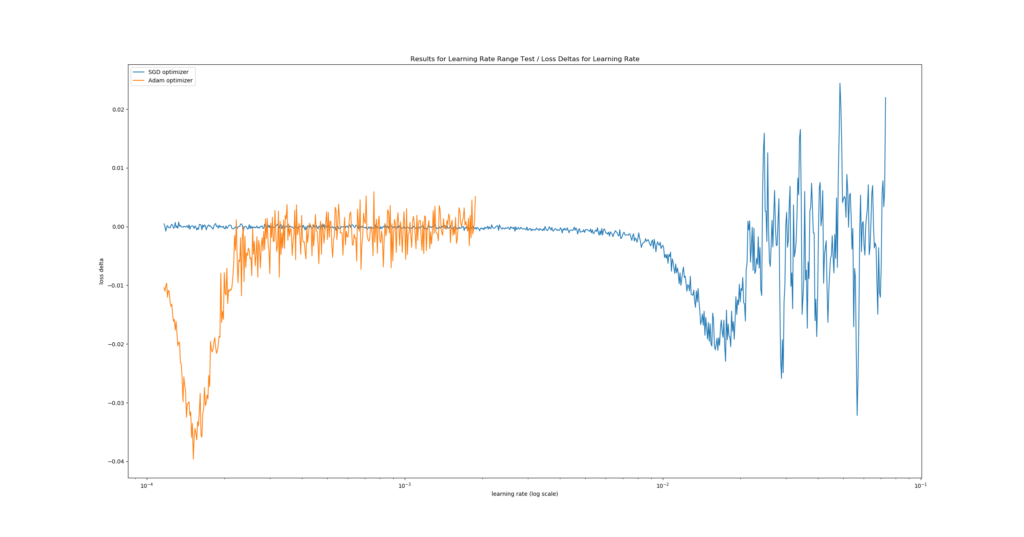 Results for Learning Rate Range Test / Loss Deltas for Learning Rate
SGD optimizer
Adam optimizer
0.02
0.01
0.00
−0.01
−0.02
−0.03
−0.04
loss delta
10⁻⁴
10⁻³
10⁻²
10⁻¹
learning rate (log scale)